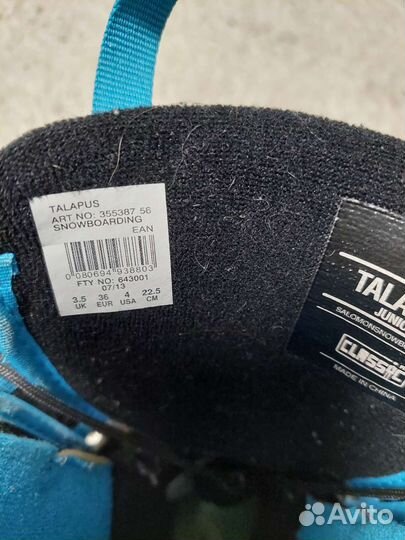 TALAPUS
ART NO: 355387 56
SNOWBOARDING
EAN
0 080694 938803
FTY NO: 643001
07/13
3.5 36 4 22.5
UK EUR USA CM
TALA
JUNIO
SALOMONSNOWB
CLASSIC
MADE IN CHINA
Avito